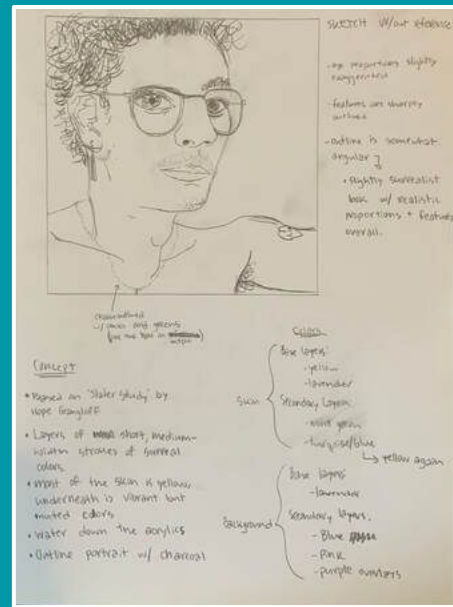 SKETCH W/out reference
- eye proportions slightly
exaggerated
- features are sharply
outlined
- outline is somewhat
angular
• slightly surrealist
look w/ realistic
proportions + features
overall.
w/ and greens
Concept
• Based on "Sister Study" by
Hope Gangloff
• Layers of short, medium-
width strokes of surreal
colors
• most of the skin is yellow,
underneath is vibrant but
muted colors
• water down the acrylics
• Outline portrait w/ charcoal
Colors
Skin
Base layers
- yellow
- lavender
Secondary Layers:
- mint green
- turquoise/blue
↳ yellow again
Background
Base layers
- lavender
Secondary layers.
- Blue
- Pink
- purple overlayers